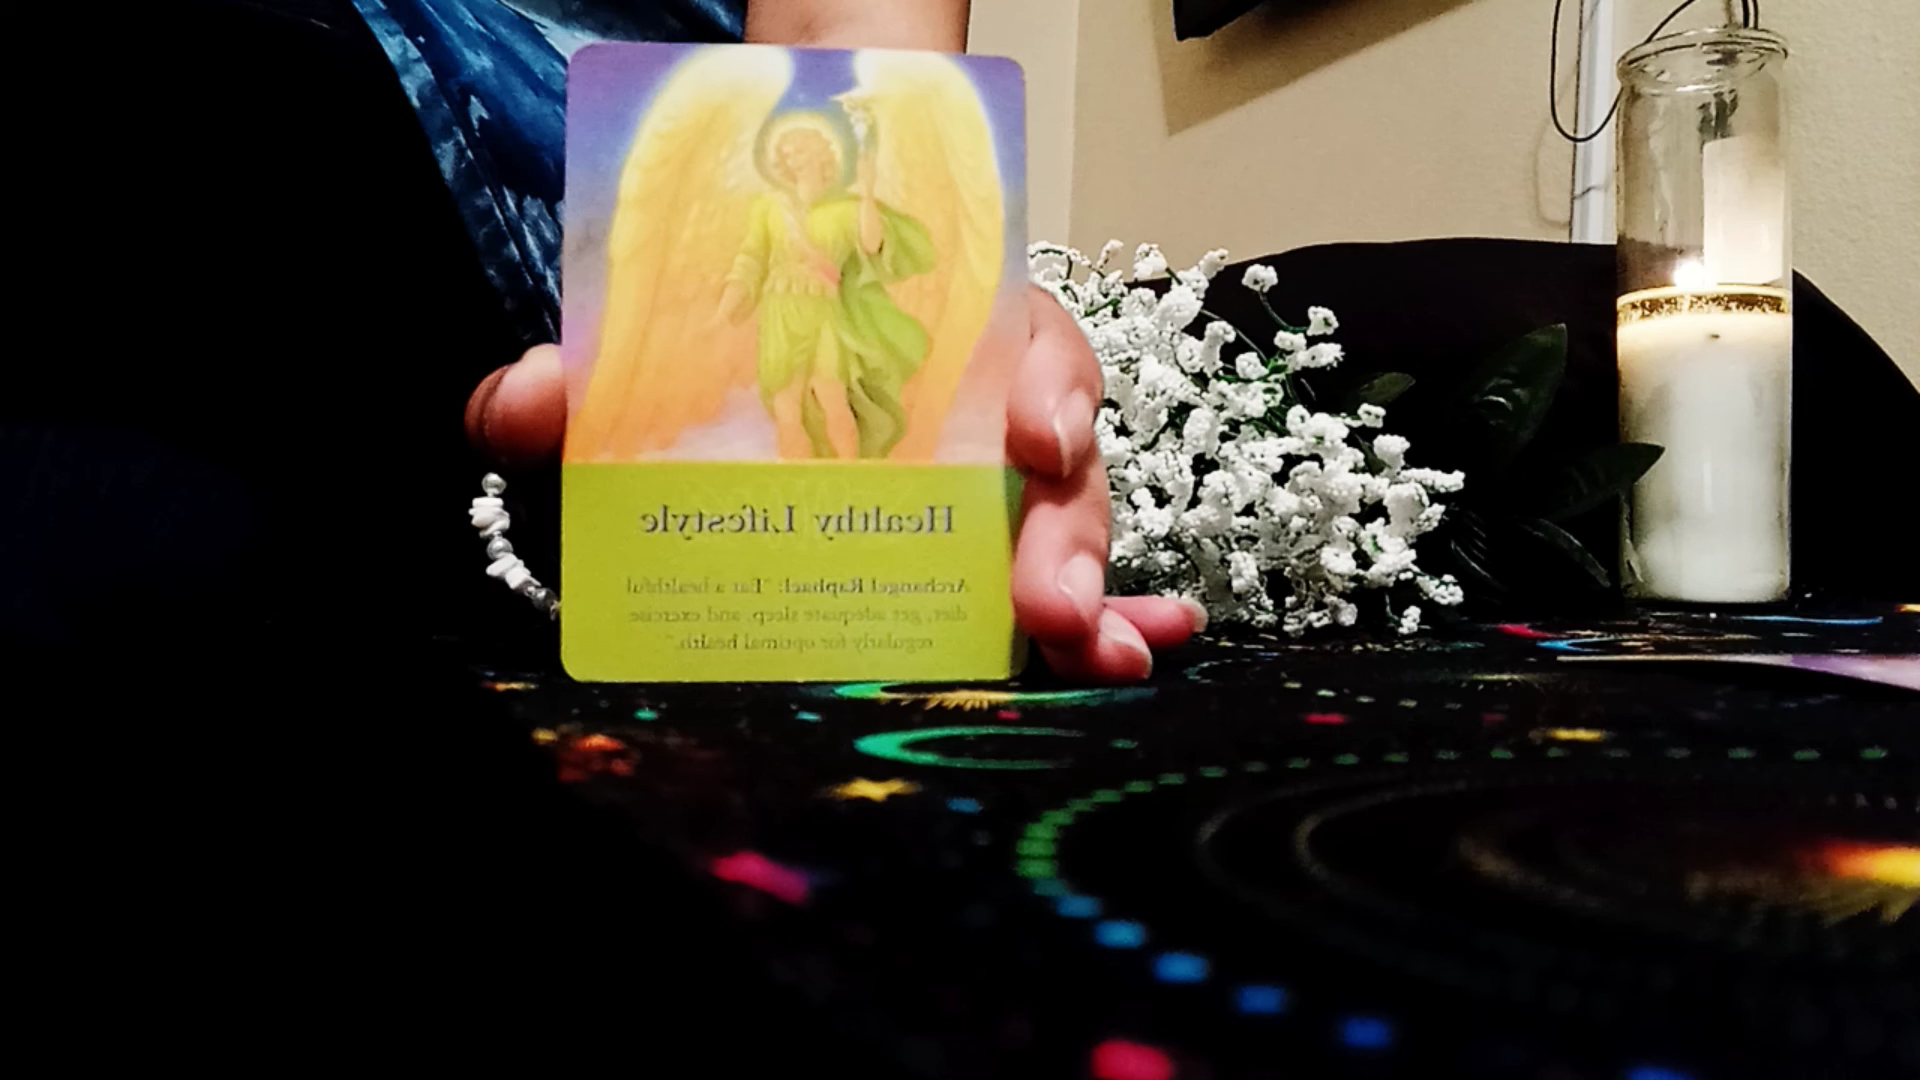 Healthy Lifestyle
Archangel Raphael: "Eat a healthful
diet, get adequate sleep, and exercise
regularly for optimal health."